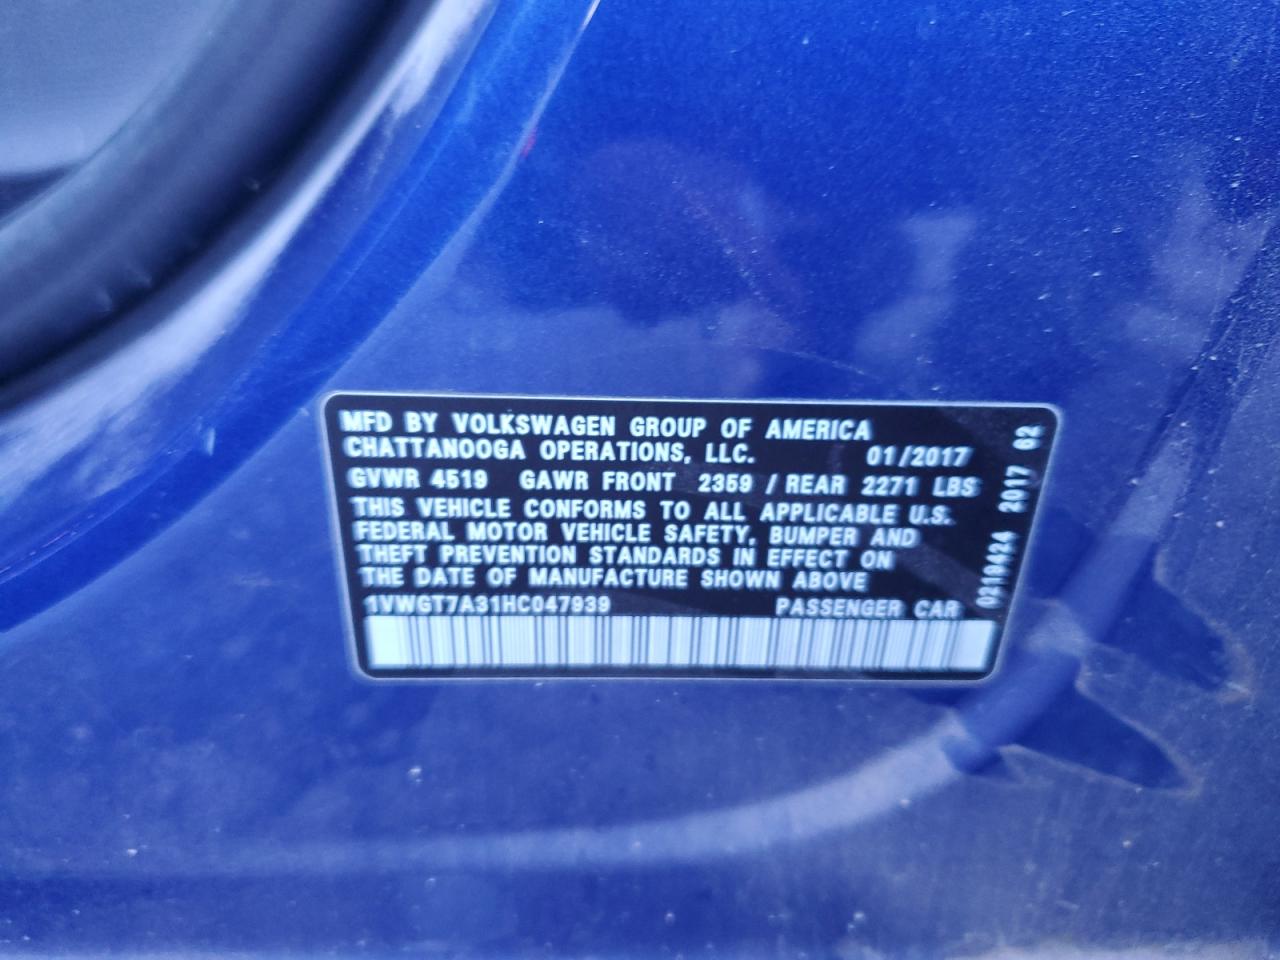 MFD BY VOLKSWAGEN GROUP OF AMERICA
CHATTANOOGA OPERATIONS, LLC. 01/2017
GVWR 4519 GAWR FRONT 2359 / REAR 2271 LBS
THIS VEHICLE CONFORMS TO ALL APPLICABLE U.S.
FEDERAL MOTOR VEHICLE SAFETY, BUMPER AND
THEFT PREVENTION STANDARDS IN EFFECT ON
THE DATE OF MANUFACTURE SHOWN ABOVE
1VWGT7A31HC047939 PASSENGER CAR
0219424 2017 62